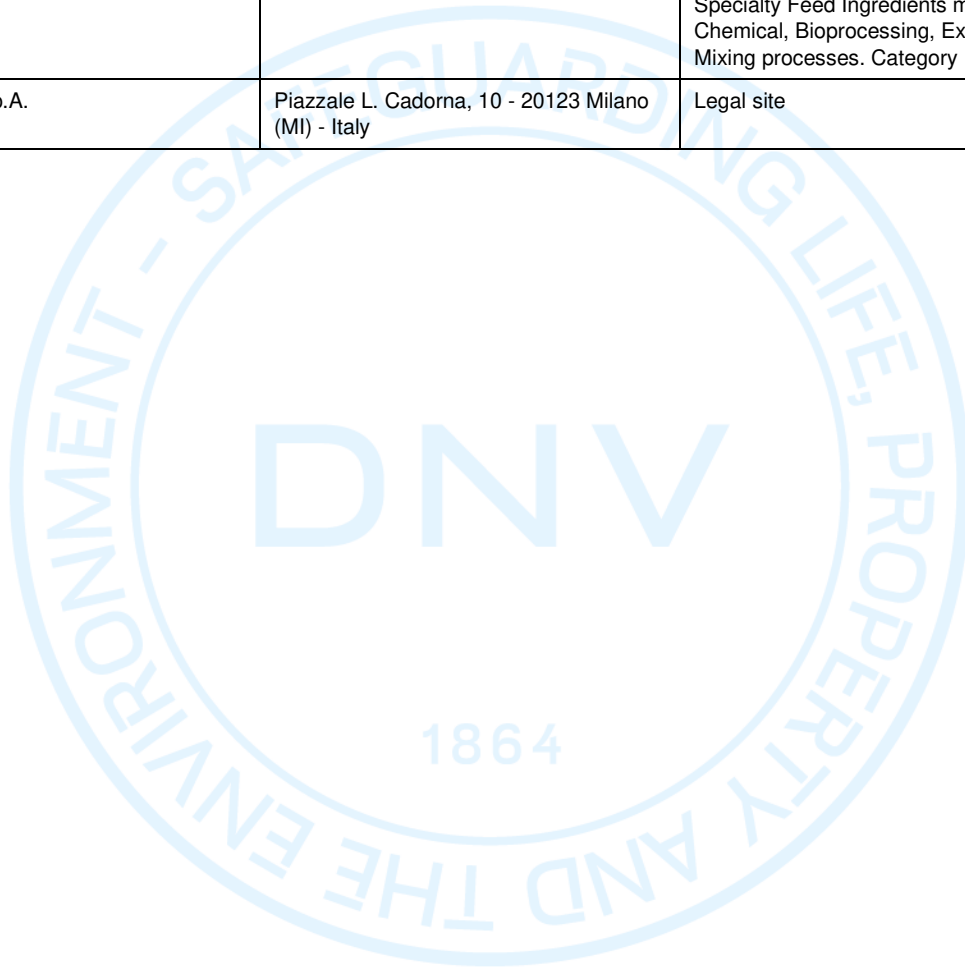 Specialty Feed Ingredients
Chemical, Bioprocessing,
Mixing processes. Category
Piazzale L. Cadorna, 10 - 20123 Milano
(MI) - Italy
Legal site
SAFEGUARDING LIFE, PROPERTY AND THE ENVIRONMENT -
DNV
1864